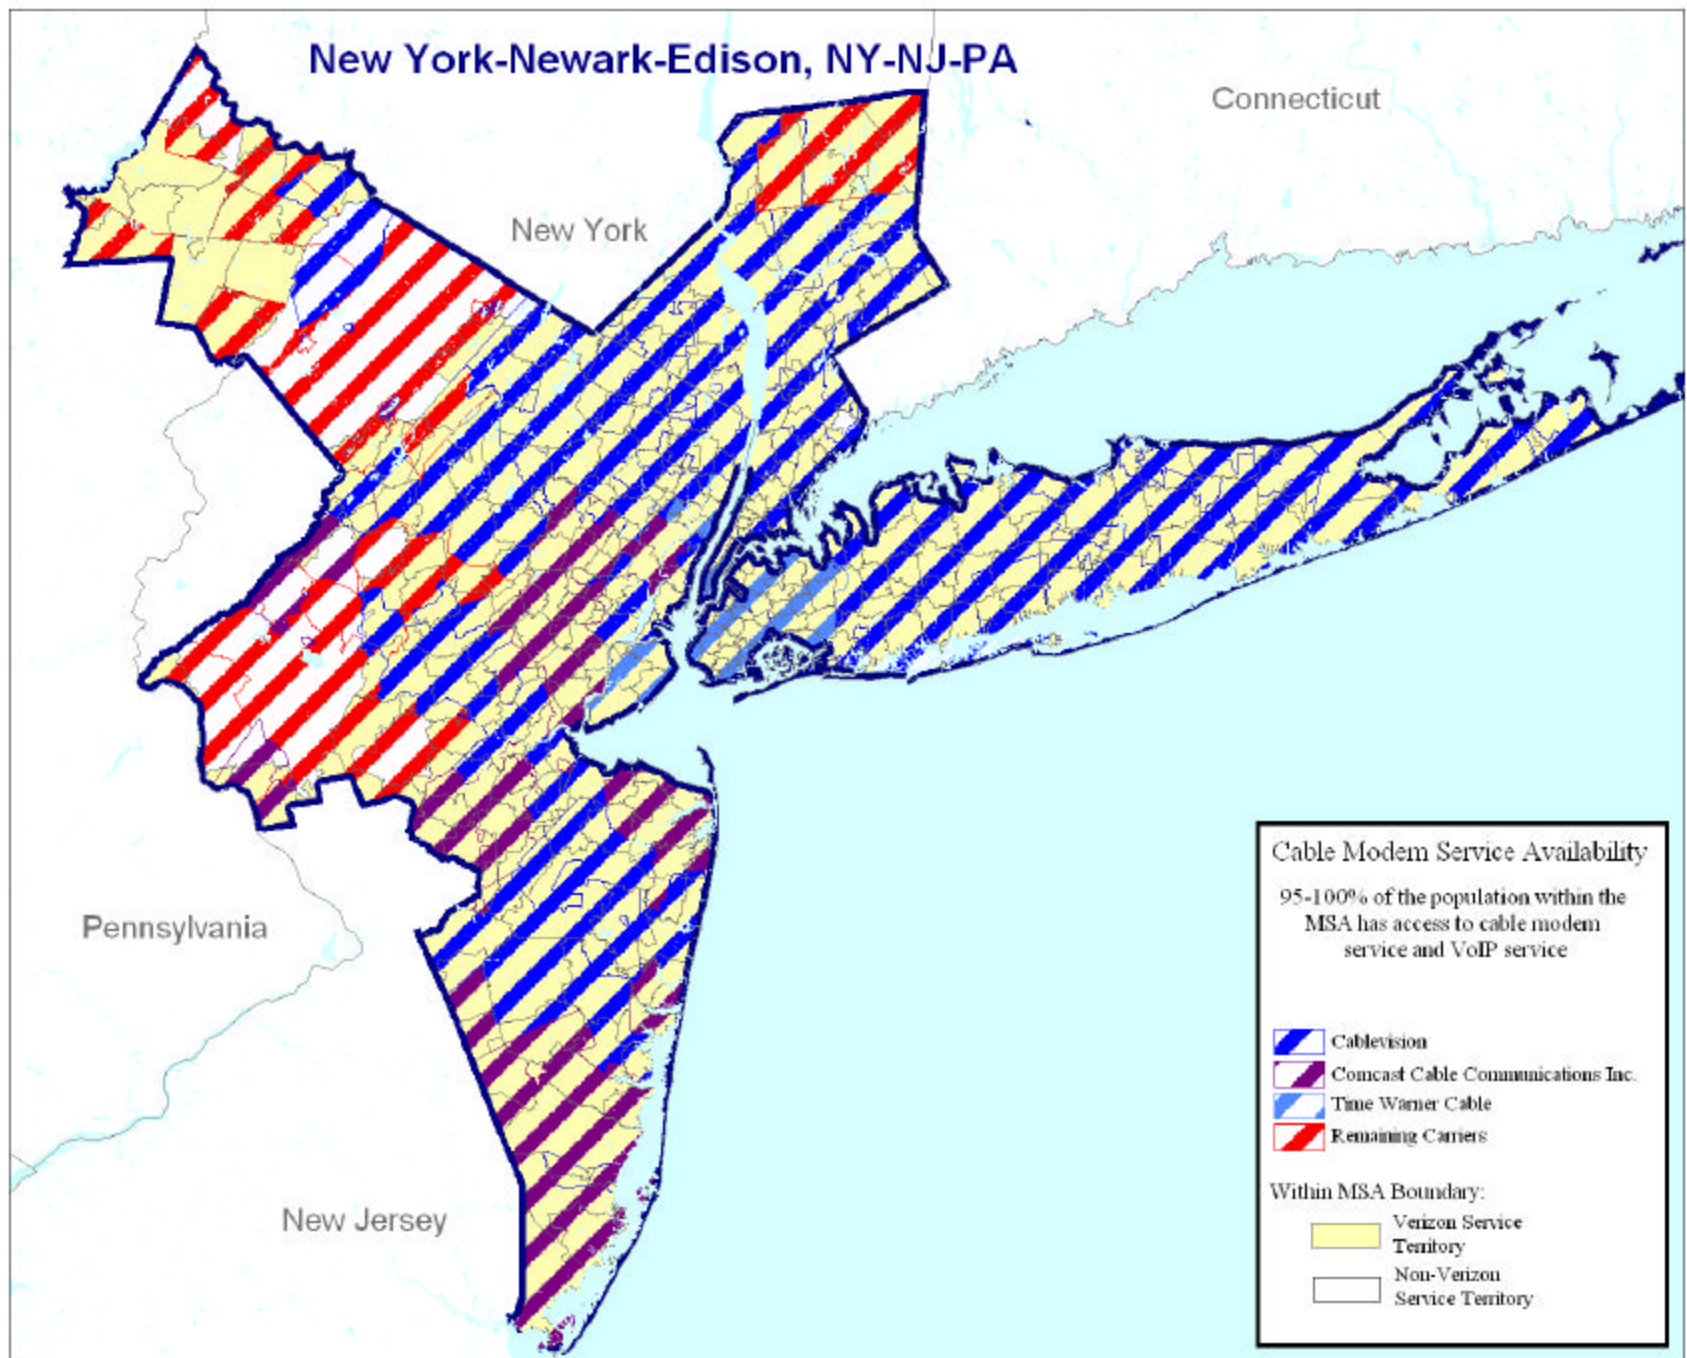 New York-Newark-Edison, NY-NJ-PA
Connecticut
New York
Pennsylvania
New Jersey
Cable Modem Service Availability
95-100% of the population within the
MSA has access to cable modem
service and VoIP service
Cablevision
Comcast Cable Communications Inc.
Time Warner Cable
Remaining Carriers
Within MSA Boundary:
Verizon Service
Territory
Non-Verizon
Service Territory